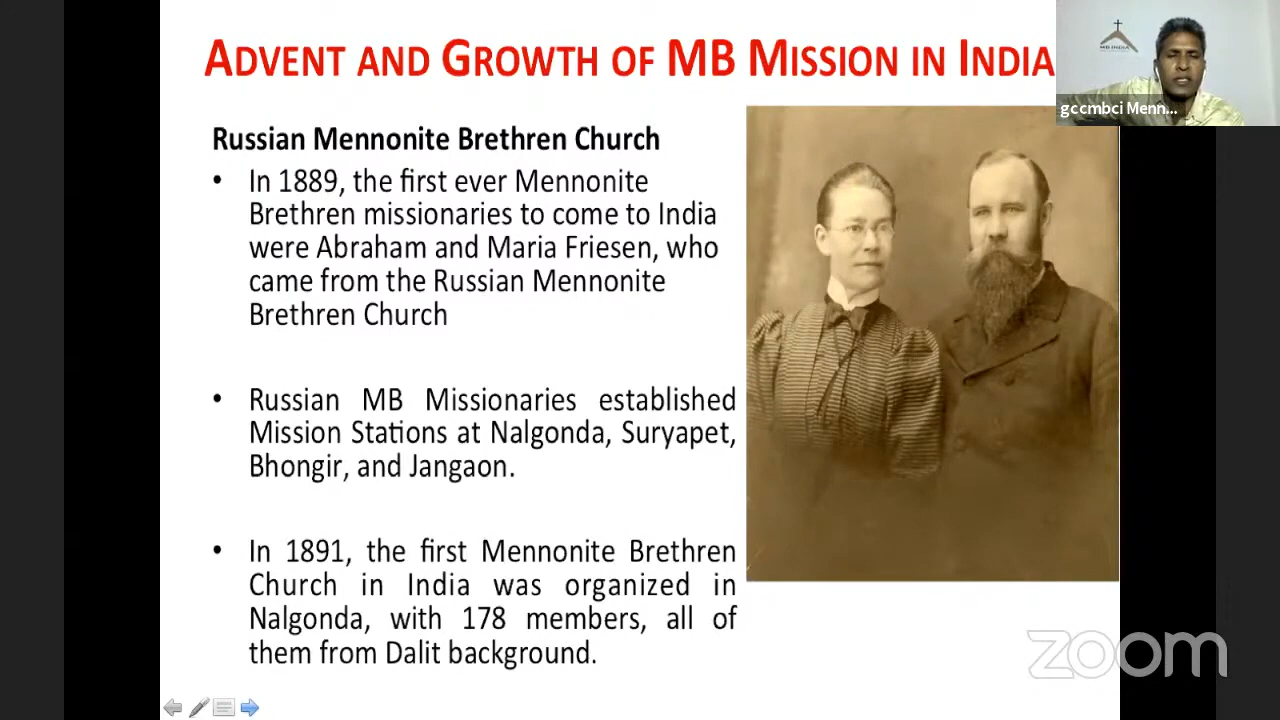 ADVENT AND GROWTH OF MB MISSION IN INDIA
MB INDIA
gccmbci Menn...
Russian Mennonite Brethren Church
• In 1889, the first ever Mennonite
Brethren missionaries to come to India
were Abraham and Maria Friesen, who
came from the Russian Mennonite
Brethren Church
• Russian MB Missionaries established
Mission Stations at Nalgonda, Suryapet,
Bhongir, and Jangaon.
• In 1891, the first Mennonite Brethren
Church in India was organized in
Nalgonda, with 178 members, all of
them from Dalit background.
zoom